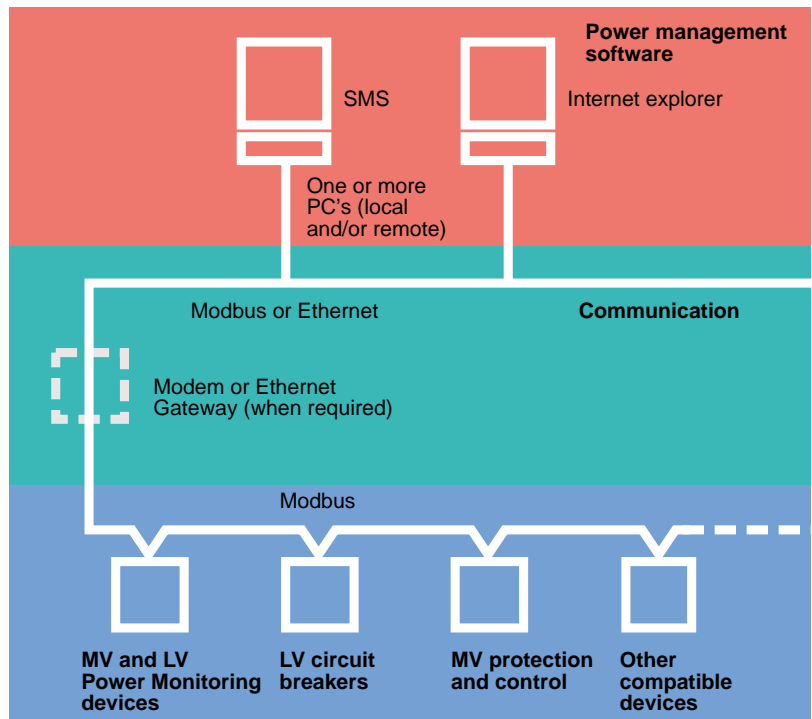 Power management
software
SMS
Internet explorer
One or more
PC's (local
and/or remote)
Modbus or Ethernet
Communication
Modem or Ethernet
Gateway (when required)
Modbus
MV and LV
Power Monitoring
devices
LV circuit
breakers
MV protection
and control
Other
compatible
devices